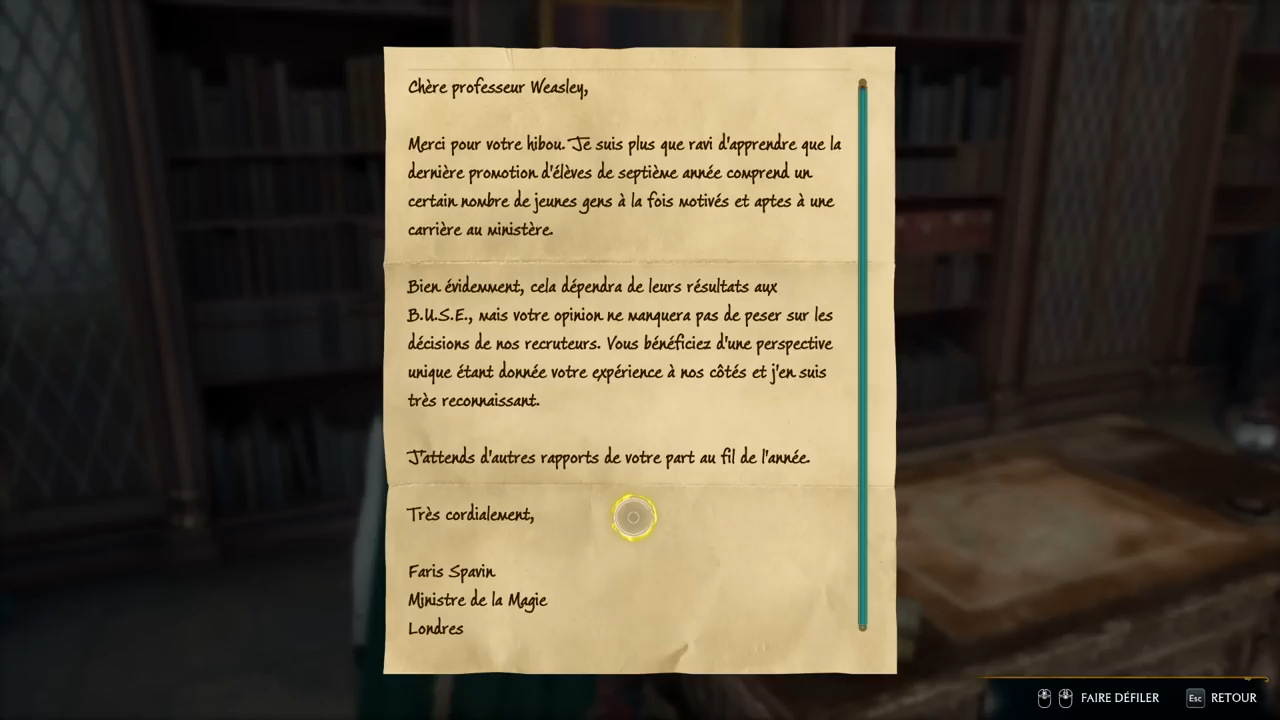 Chère professeur Weasley,
Merci pour votre hibou. Je suis plus que ravi d'apprendre que la
dernière promotion d'élèves de septième année comprend un
certain nombre de jeunes gens à la fois motivés et aptes à une
carrière au ministère.
Bien évidemment, cela dépendra de leurs résultats aux
B.U.S.E., mais votre opinion ne manquera pas de peser sur les
décisions de nos recruteurs. Vous bénéficiez d'une perspective
unique étant donnée votre expérience à nos côtés et j'en suis
très reconnaissant.
J'attends d'autres rapports de votre part au fil de l'année.
Très cordialement,
Faris Spavin
Ministre de la Magie
Londres
FAIRE DÉFILER
Esc RETOUR